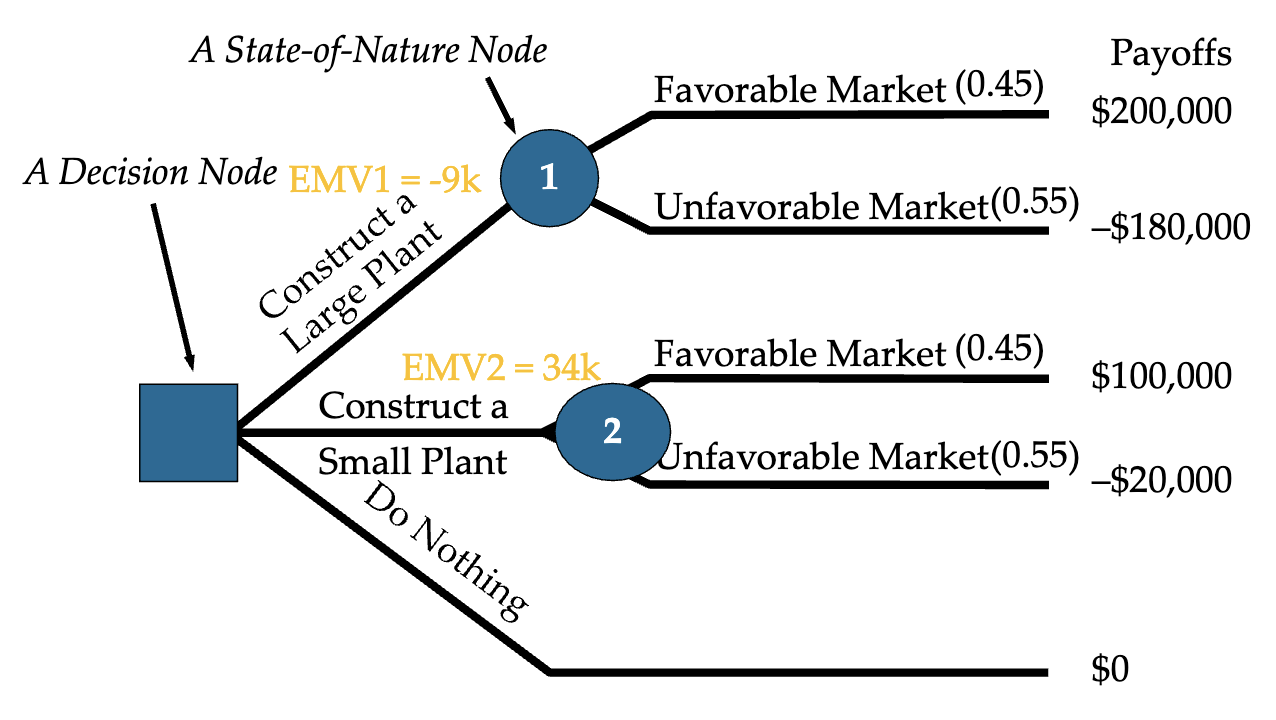 A State-of-Nature Node
Payoffs
Favorable Market (0.45)
$200,000
A Decision Node
EMV1 = -9k
1
Unfavorable Market(0.55)
–$180,000
Construct a
Large Plant
Favorable Market (0.45)
$100,000
EMV2 = 34k
Construct a
Small Plant
2
Unfavorable Market(0.55)
–$20,000
Do Nothing
$0